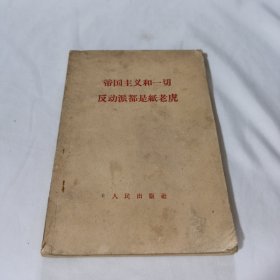 帝国主义和一切
反动派都是紙老虎
人民出版社